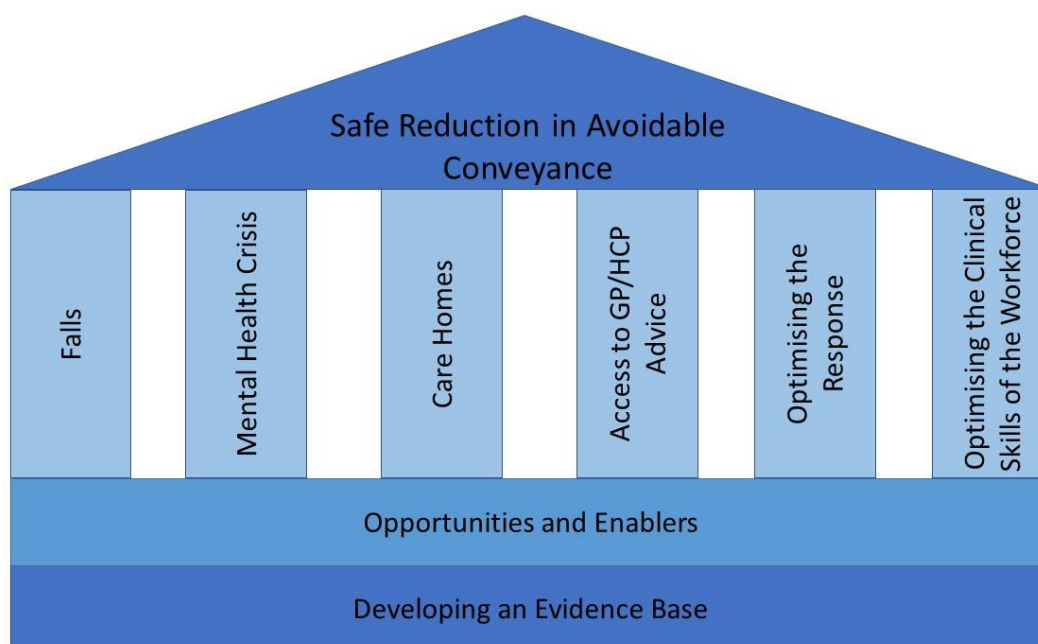 Safe Reduction in Avoidable
Conveyance
Falls
Mental Health Crisis
Care Homes
Access to GP/HCP
Advice
Optimising the
Response
Optimising the Clinical
Skills of the Workforce
Opportunities and Enablers
Developing an Evidence Base